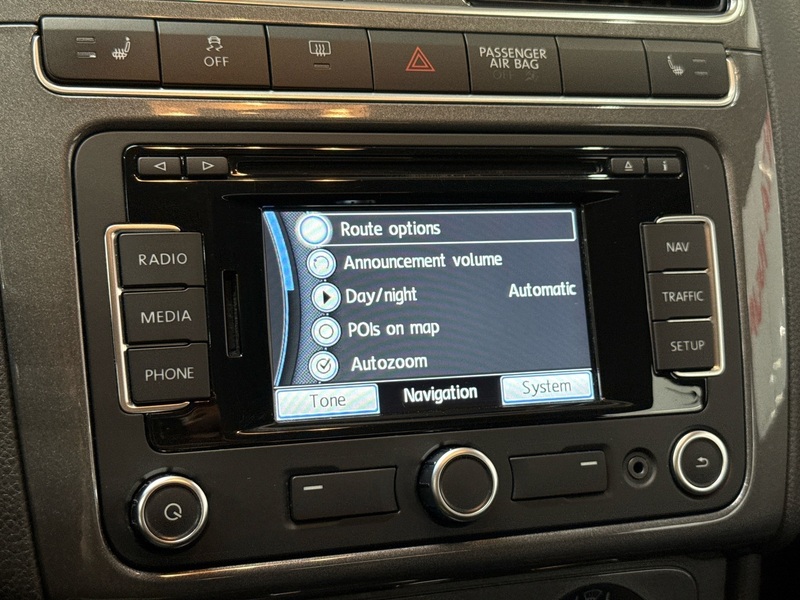 OFF
PASSENGER
AIR BAG
RADIO
MEDIA
PHONE
Route options
Announcement volume
Day/night Automatic
POIs on map
Autozoom
Tone Navigation System
NAV
TRAFFIC
SETUP